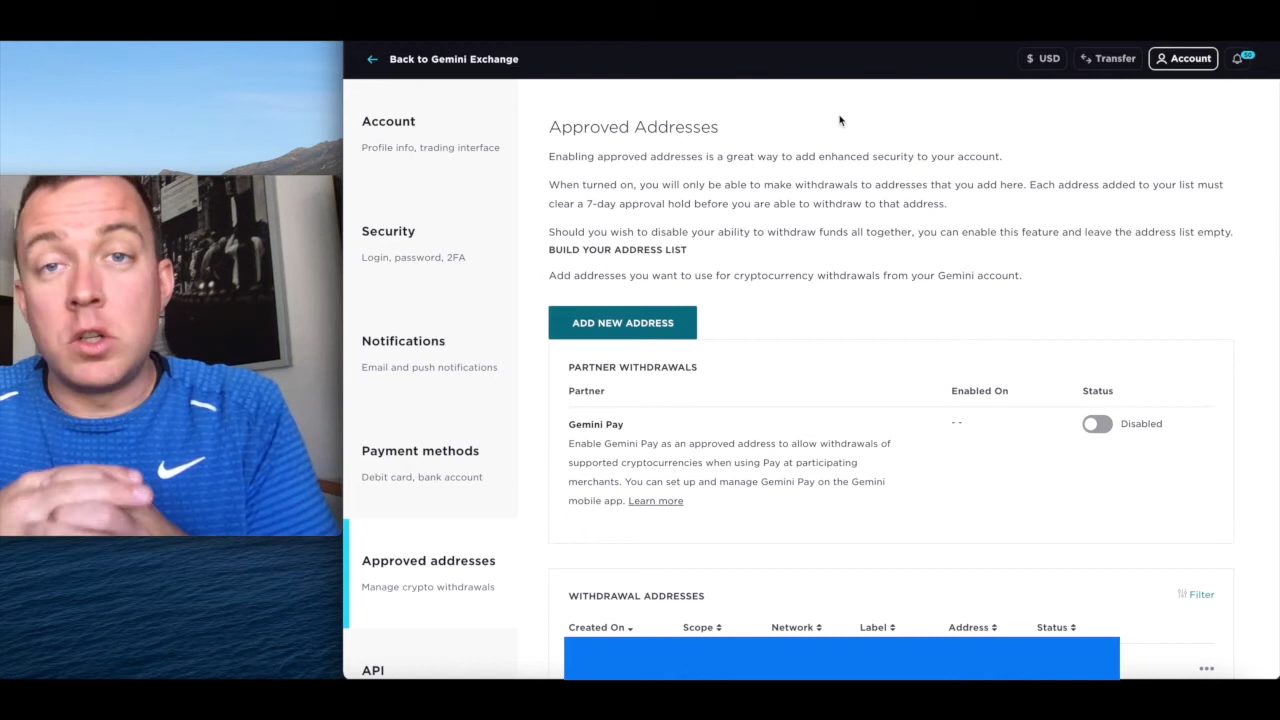 Back to Gemini Exchange
$ USD
Transfer
Account
50
Account
Profile info, trading interface
Security
Login, password, 2FA
Notifications
Email and push notifications
Payment methods
Debit card, bank account
Approved addresses
Manage crypto withdrawals
API
Approved Addresses
Enabling approved addresses is a great way to add enhanced security to your account.
When turned on, you will only be able to make withdrawals to addresses that you add here. Each address added to your list must
clear a 7-day approval hold before you are able to withdraw to that address.
Should you wish to disable your ability to withdraw funds all together, you can enable this feature and leave the address list empty.
BUILD YOUR ADDRESS LIST
Add addresses you want to use for cryptocurrency withdrawals from your Gemini account.
ADD NEW ADDRESS
PARTNER WITHDRAWALS
Partner Enabled On Status
Gemini Pay -- Disabled
Enable Gemini Pay as an approved address to allow withdrawals of
supported cryptocurrencies when using Pay at participating
merchants. You can set up and manage Gemini Pay on the Gemini
mobile app. Learn more
WITHDRAWAL ADDRESSES Filter
Created On Scope Network Label Address Status